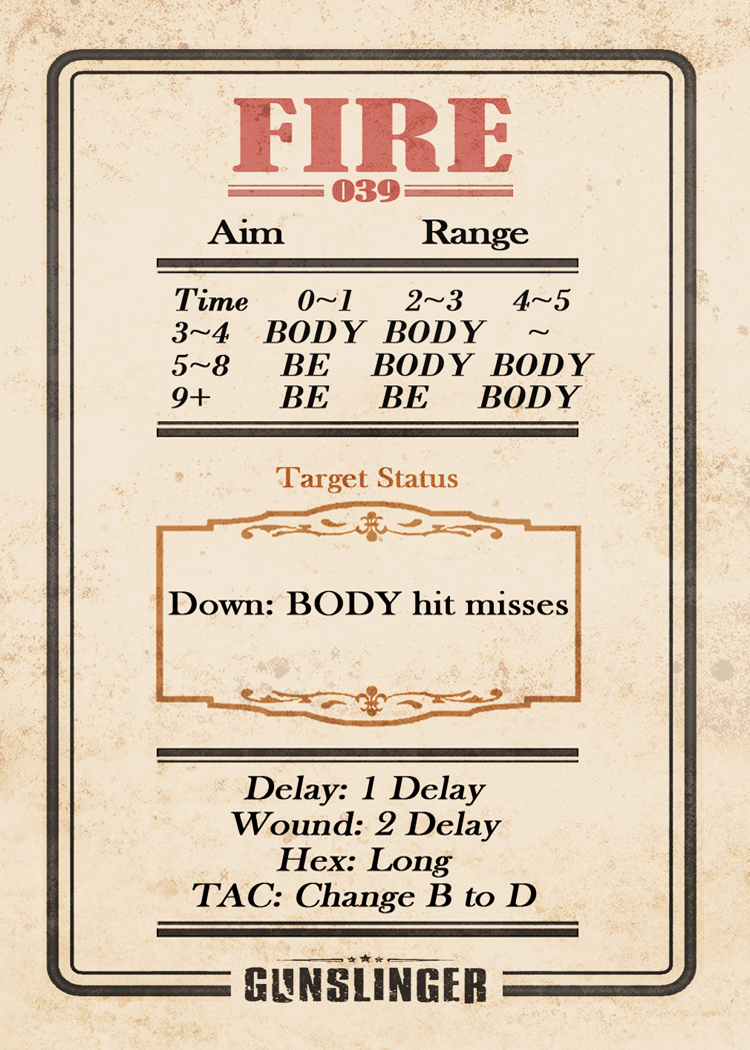 FIRE
039
Aim Range
Time 0~1 2~3 4~5
3~4 BODY BODY ~
5~8 BE BODY BODY
9+ BE BE BODY
Target Status
Down: BODY hit misses
Delay: 1 Delay
Wound: 2 Delay
Hex: Long
TAC: Change B to D
GUNSLINGER